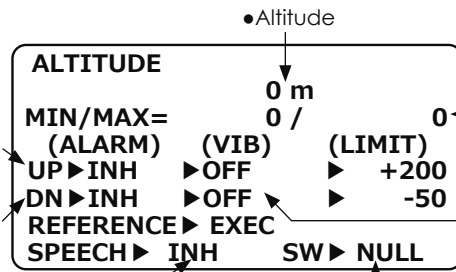 ●Altitude
ALTITUDE
0 m
MIN/MAX= 0 / 0
(ALARM) (VIB) (LIMIT)
UP▶INH ▶OFF ▶ +200
DN▶INH ▶OFF ▶ -50
REFERENCE▶ EXEC
SPEECH▶ INH SW▶ NULL